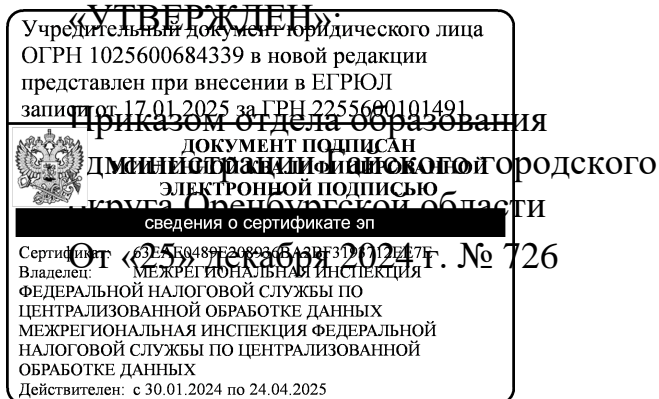 «УТВЕРЖДЕН»:
Учредительный документ юридического лица
ОГРН 1025600684339 в новой редакции
представлен при внесении в ЕГРЮЛ
записи от 17.01.2025 за ГРН 2255600101491
Приказом отдела образования
ДОКУМЕНТ ПОДПИСАН
УСИЛЕННОЙ КВАЛИФИЦИРОВАННОЙ
администрации Гайского городского
ЭЛЕКТРОННОЙ ПОДПИСЬЮ
округа Оренбургской области
сведения о сертификате эп
Сертификат:
От «25» декабря 2024 г. № 726
Владелец: МЕЖРЕГИОНАЛЬНАЯ ИНСПЕКЦИЯ
ФЕДЕРАЛЬНОЙ НАЛОГОВОЙ СЛУЖБЫ ПО
ЦЕНТРАЛИЗОВАННОЙ ОБРАБОТКЕ ДАННЫХ
МЕЖРЕГИОНАЛЬНАЯ ИНСПЕКЦИЯ ФЕДЕРАЛЬНОЙ
НАЛОГОВОЙ СЛУЖБЫ ПО ЦЕНТРАЛИЗОВАННОЙ
ОБРАБОТКЕ ДАННЫХ
Действителен: с 30.01.2024 по 24.04.2025